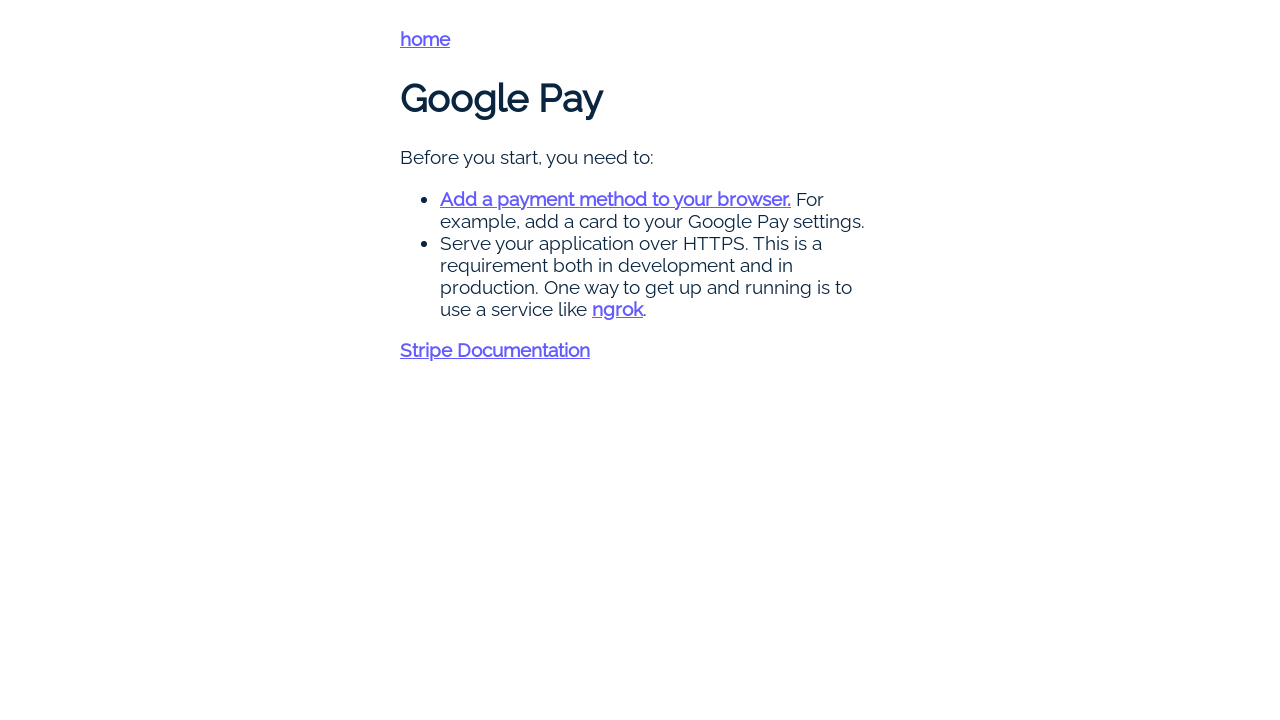 home
Google Pay
Before you start, you need to:
Add a payment method to your browser. For
example, add a card to your Google Pay settings.
Serve your application over HTTPS. This is a
requirement both in development and in
production. One way to get up and running is to
use a service like ngrok.
Stripe Documentation